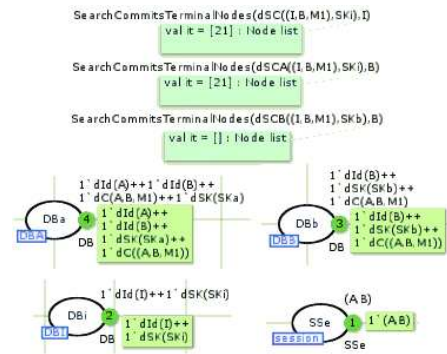 SearchCommitsTerminalNodes(dSC((I,B,M1),SKi),I)
val it = [21] : Node list
SearchCommitsTerminalNodes(dSCA((I,B,M1),SKi),B)
val it = [21] : Node list
SearchCommitsTerminalNodes(dSCB((I,B,M1),SKb),B)
val it = [] : Node list
1`dId(A)++1`dId(B)++
1`dC(A,B,M1)++1`dSK(SKa)
DBa
4
1`dId(A)++
1`dId(B)++
1`dSK(SKa)++
1`dC((A,B,M1))
DBA
DB
1`dId(B)++
1`dSK(SKb)++
1`dC(A,B,M1)
DBb
3
1`dId(B)++
1`dSK(SKb)++
1`dC((A,B,M1))
DBB
DB
1`dId(I)++1`dSK(SKi)
DBi
2
1`dId(I)++
1`dSK(SKi)
DBI
DB
(A,B)
SSe
1
1`(A,B)
session
SSe